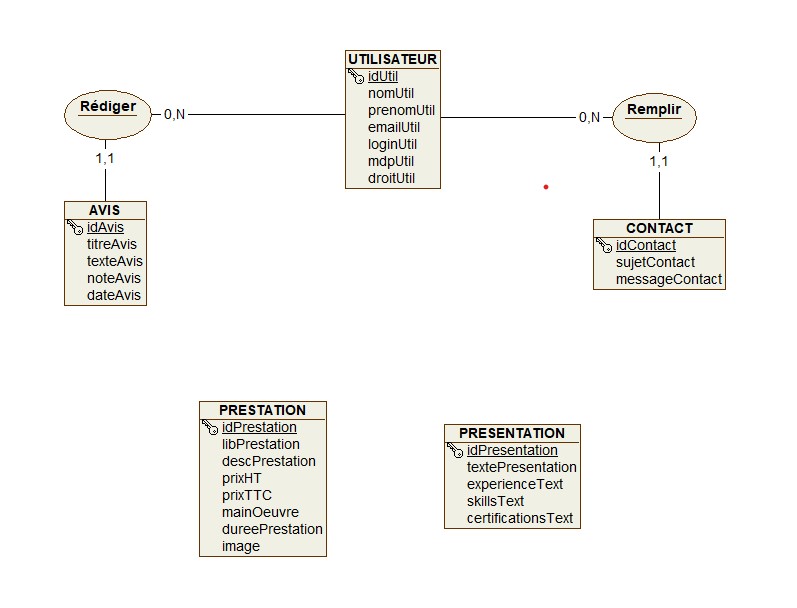 UTILISATEUR
idUtil
nomUtil
prenomUtil
emailUtil
loginUtil
mdpUtil
droitUtil
Rédiger
0,N
1,1
0,N
Remplir
1,1
AVIS
idAvis
titreAvis
texteAvis
noteAvis
dateAvis
CONTACT
idContact
sujetContact
messageContact
PRESTATION
idPrestation
libPrestation
descPrestation
prixHT
prixTTC
mainOeuvre
dureePrestation
image
PRESENTATION
idPresentation
textePresentation
experienceText
skillsText
certificationsText